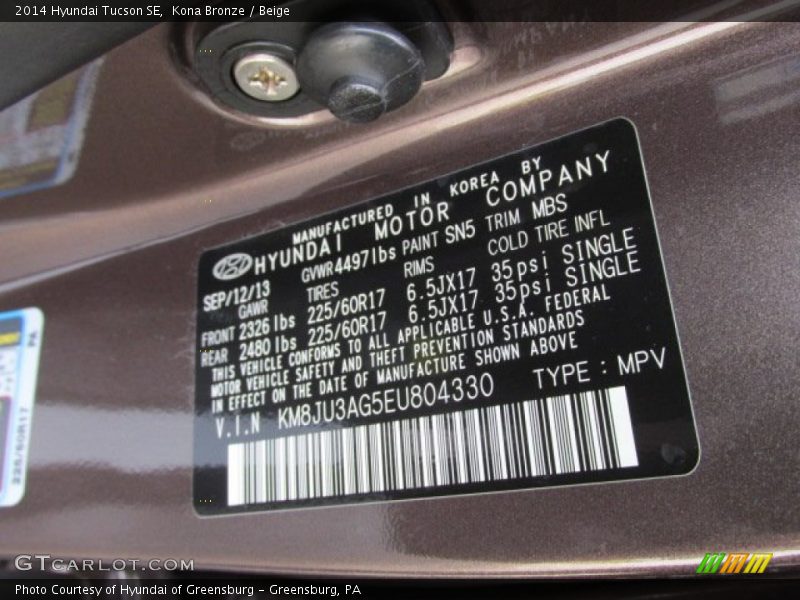 2014 Hyundai Tucson SE, Kona Bronze / Beige
MANUFACTURED IN KOREA BY
HYUNDAI MOTOR COMPANY
SEP/12/13 GVWR 4497 lbs PAINT SN5 TRIM MBS
GAWR TIRES RIMS COLD TIRE INFL
FRONT 2326 lbs 225/60R17 6.5JX17 35psi SINGLE
REAR 2480 lbs 225/60R17 6.5JX17 35psi SINGLE
THIS VEHICLE CONFORMS TO ALL APPLICABLE U.S.A. FEDERAL
MOTOR VEHICLE SAFETY AND THEFT PREVENTION STANDARDS
IN EFFECT ON THE DATE OF MANUFACTURE SHOWN ABOVE
V.I.N KM8JU3AG5EU804330 TYPE : MPV
PA
225/60R17
GTCARLOT.COM
Photo Courtesy of Hyundai of Greensburg - Greensburg, PA